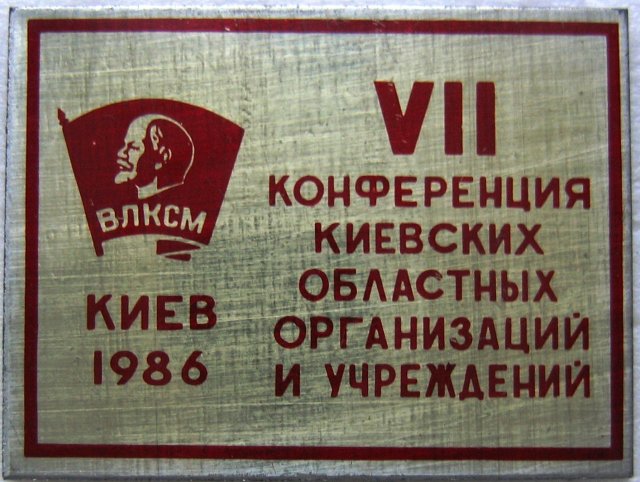 ВЛКСМ
КИЕВ
1986
VII
КОНФЕРЕНЦИЯ
КИЕВСКИХ
ОБЛАСТНЫХ
ОРГАНИЗАЦИЙ
И УЧРЕЖДЕНИЙ